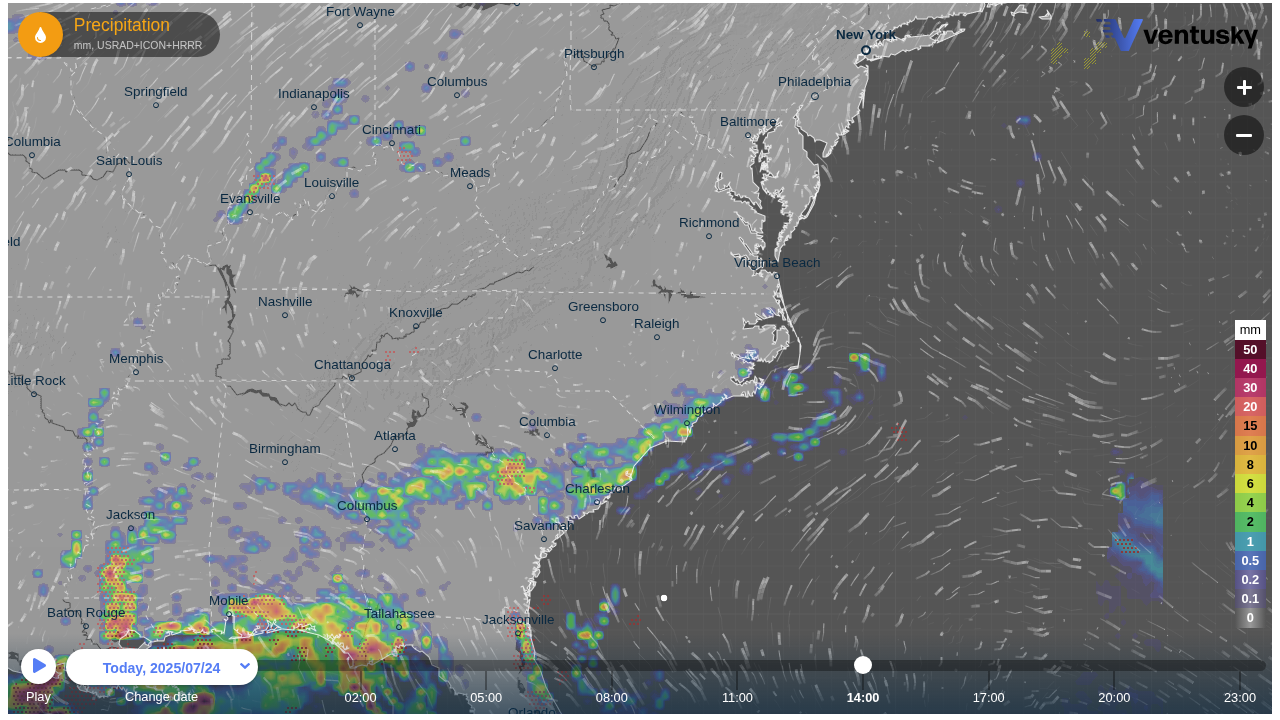 Precipitation
mm, USRAD+ICON+HRRR
Fort Wayne
New York
ventusky
Pittsburgh
Springfield
Indianapolis
Columbus
Philadelphia
+
Columbia
Cincinnati
Baltimore
−
Saint Louis
Meads
Louisville
Evansville
Richmond
eld
Virginia Beach
Nashville
Knoxville
Greensboro
Raleigh
Memphis
Chattanooga
Charlotte
Little Rock
Wilmington
Columbia
Atlanta
Birmingham
Charleston
Columbus
Jackson
Savannah
Mobile
Baton Rouge
Tallahassee
Jacksonville
Orlando
mm
50
40
30
20
15
10
8
6
4
2
1
0.5
0.2
0.1
0
Today, 2025/07/24
Play
Change date
02:00
05:00
08:00
11:00
14:00
17:00
20:00
23:00